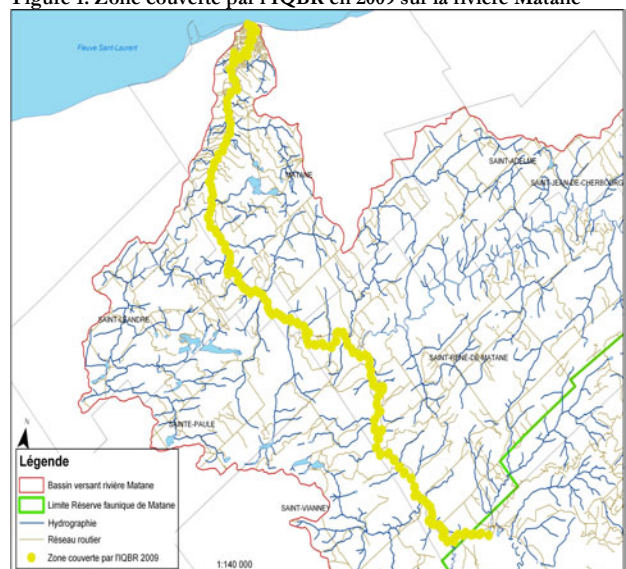 Figure 1. Zone couverte par l'IQBR en 2009 sur la rivière Matane
Fleuve Saint-Laurent
MATANE
SAINT-ADELME
SAINT-JEAN-DE-CHERBOURG
SAINT-LÉANDRE
SAINT-RENÉ-DE-MATANE
SAINTE-PAULE
SAINT-VIANNEY
N
Légende
Bassin versant rivière Matane
Limite Réserve faunique de Matane
Hydrographie
Réseau routier
Zone couverte par l'IQBR 2009
1:140 000